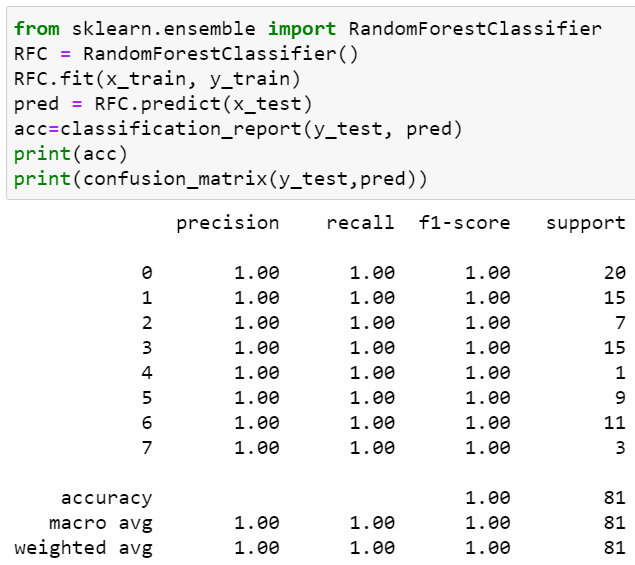 from sklearn.ensemble import RandomForestClassifier
RFC = RandomForestClassifier()
RFC.fit(x_train, y_train)
pred = RFC.predict(x_test)
acc=classification_report(y_test, pred)
print(acc)
print(confusion_matrix(y_test,pred))
precision recall f1-score support
0 1.00 1.00 1.00 20
1 1.00 1.00 1.00 15
2 1.00 1.00 1.00 7
3 1.00 1.00 1.00 15
4 1.00 1.00 1.00 1
5 1.00 1.00 1.00 9
6 1.00 1.00 1.00 11
7 1.00 1.00 1.00 3
accuracy 1.00 81
macro avg 1.00 1.00 1.00 81
weighted avg 1.00 1.00 1.00 81